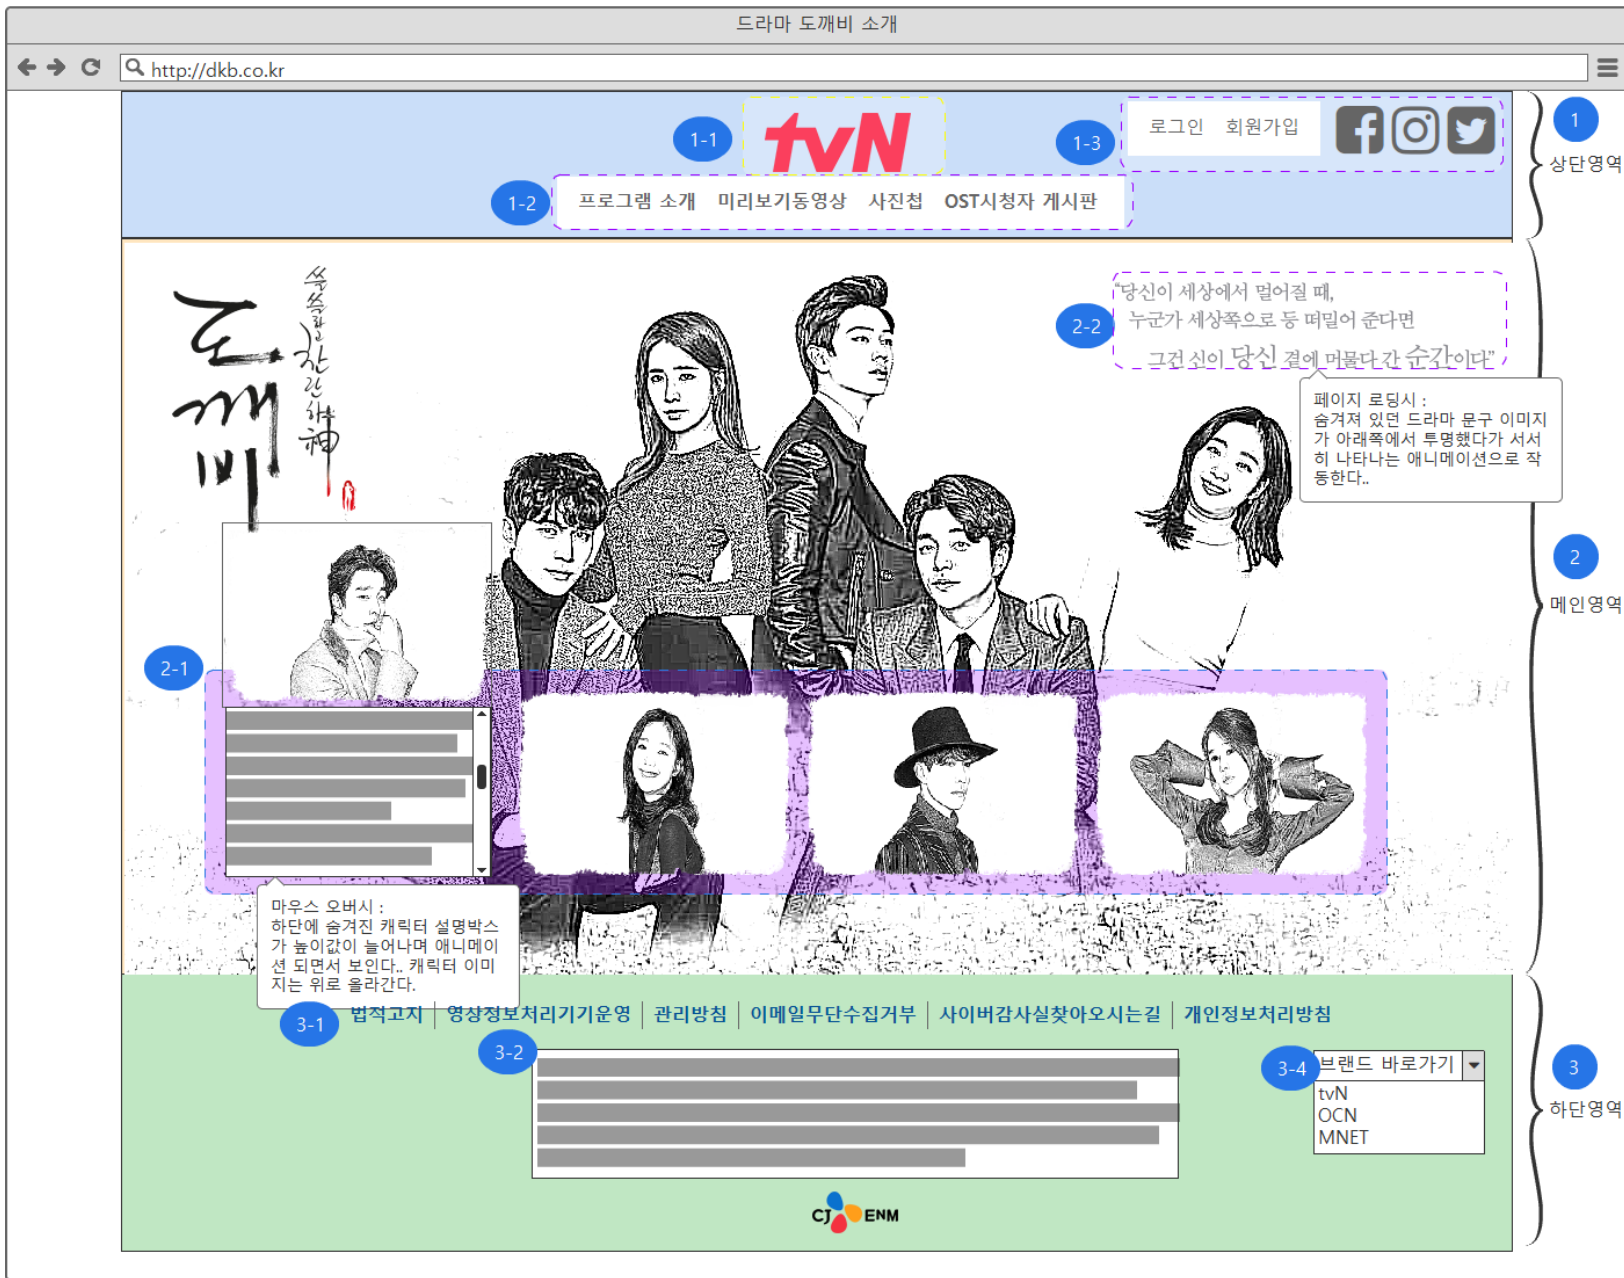 드라마 도깨비 소개
http://dkb.co.kr
1-1
tvN
1-3
로그인 회원가입
1
상단영역
1-2
프로그램 소개 미리보기동영상 사진첩 OST시청자 게시판
도깨비
쓸쓸하고 찬란하神
2-2
“당신이 세상에서 멀어질 때,
누군가 세상쪽으로 등 떠밀어 준다면
그건 신이 당신 곁에 머물다 간 순간이다”
페이지 로딩시 :
숨겨져 있던 드라마 문구 이미지
가 아래쪽에서 투명했다가 서서
히 나타나는 애니메이션으로 작
동한다..
2
메인영역
2-1
마우스 오버시 :
하단에 숨겨진 캐릭터 설명박스
가 높이값이 늘어나며 애니메이
션 되면서 보인다.. 캐릭터 이미
지는 위로 올라간다.
3-1
법적고지 영상정보처리기기운영 관리방침 이메일무단수집거부 사이버감사실찾아오시는길 개인정보처리방침
3-2
3-4
브랜드 바로가기
tvN
OCN
MNET
3
하단영역
CJ ENM